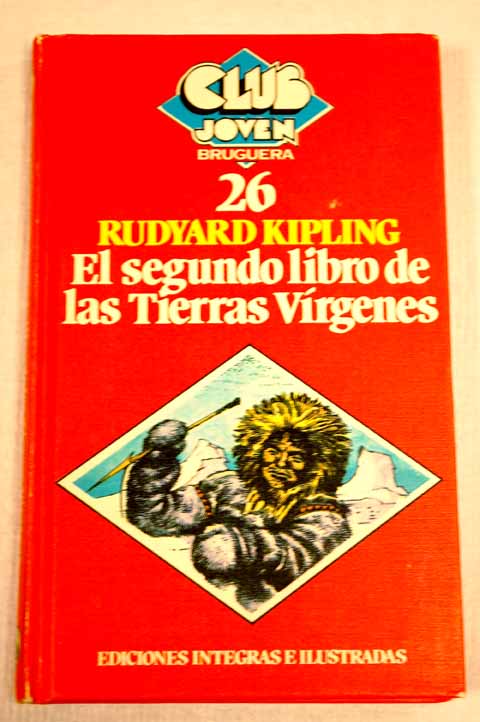 CLUB
JOVEN
BRUGUERA
26
RUDYARD KIPLING
El segundo libro de
las Tierras Vírgenes
EDICIONES INTEGRAS E ILUSTRADAS